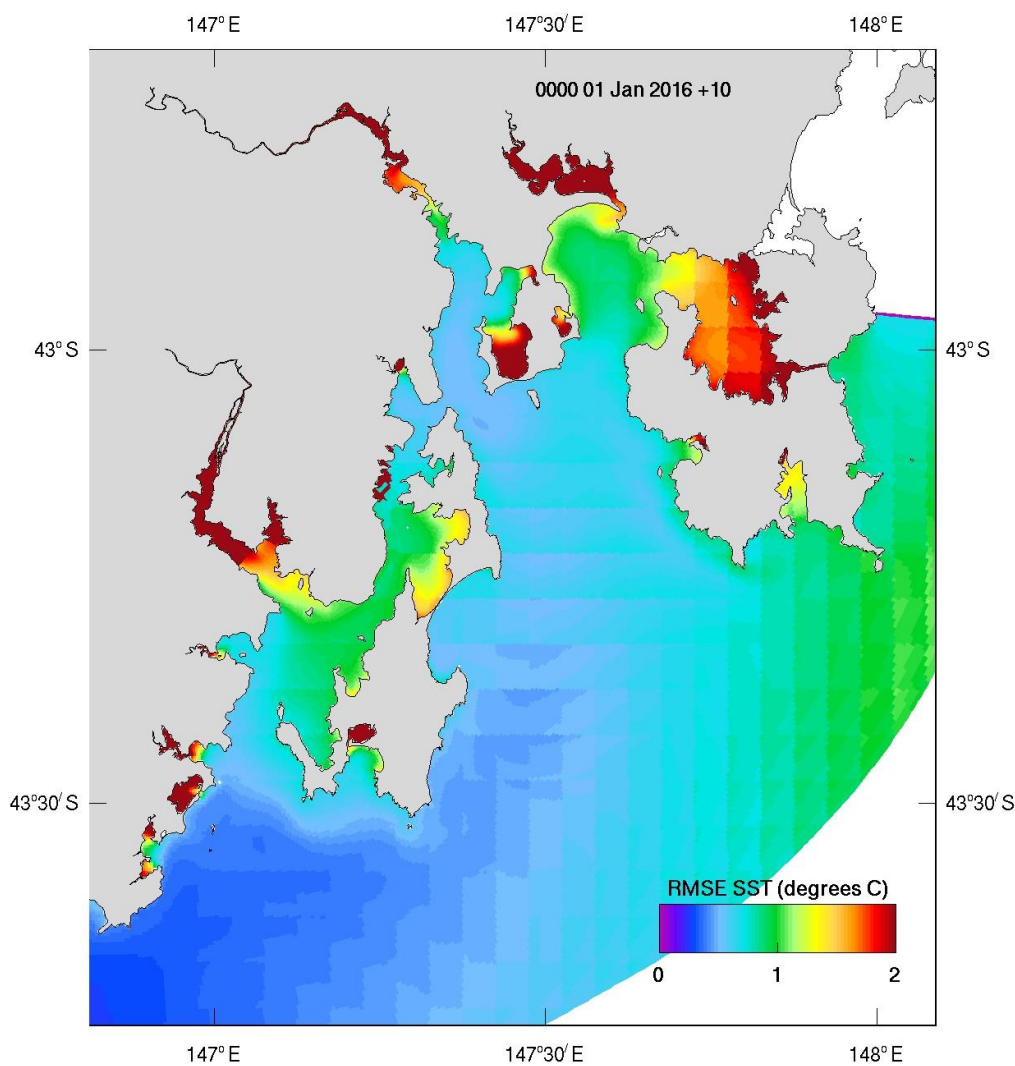 147° E 147°30′ E 148° E
0000 01 Jan 2016 +10
43° S 43° S
43°30′ S 43°30′ S
RMSE SST (degrees C)
0 1 2
147° E 147°30′ E 148° E